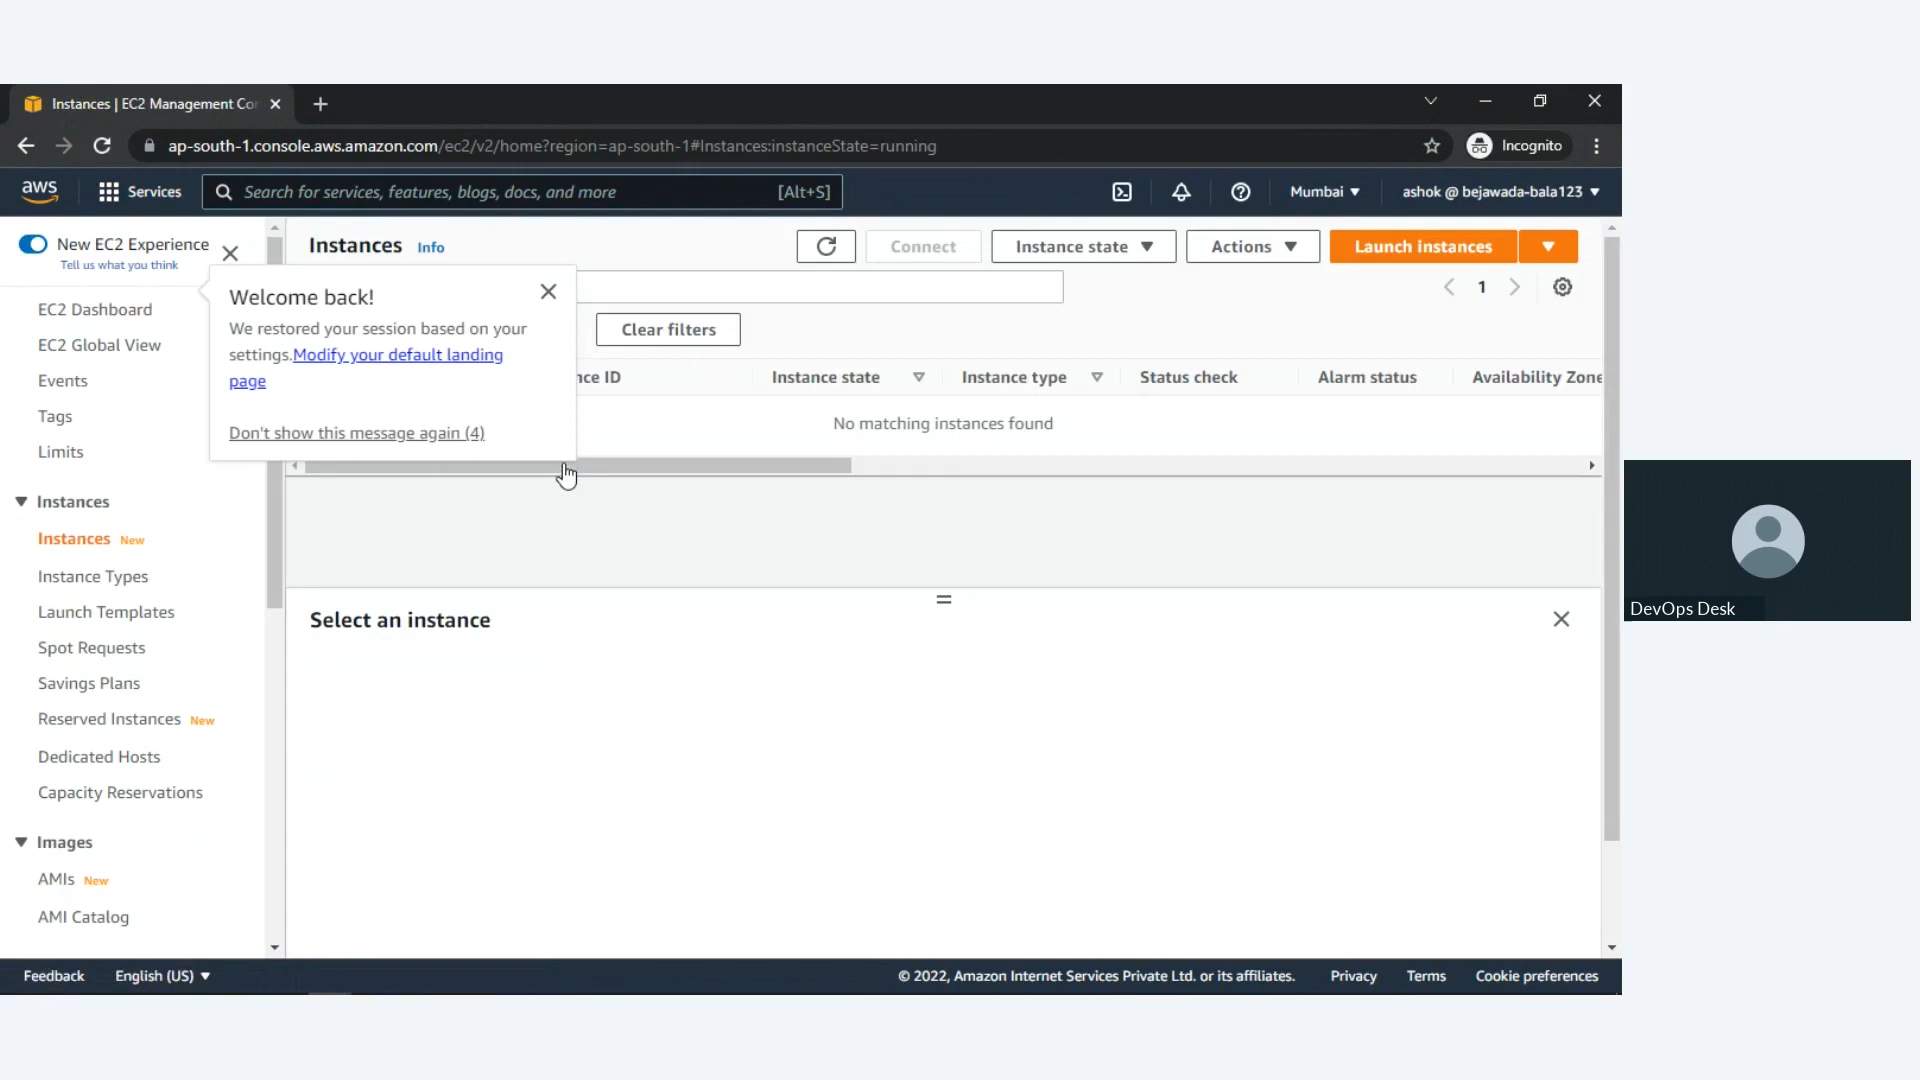 Instances | EC2 Management Co
ap-south-1.console.aws.amazon.com/ec2/v2/home?region=ap-south-1#Instances:instanceState=running
Incognito
aws
Services
Search for services, features, blogs, docs, and more
[Alt+S]
Mumbai
ashok @ bejawada-bala123
New EC2 Experience
Tell us what you think
Instances Info
Connect
Instance state
Actions
Launch instances
1
Welcome back!
We restored your session based on your
settings.Modify your default landing
page
Don't show this message again (4)
Clear filters
ce ID
Instance state
Instance type
Status check
Alarm status
Availability Zone
No matching instances found
EC2 Dashboard
EC2 Global View
Events
Tags
Limits
Instances
Instances New
Instance Types
Launch Templates
Spot Requests
Savings Plans
Reserved Instances New
Dedicated Hosts
Capacity Reservations
Images
AMIs New
AMI Catalog
Select an instance
DevOps Desk
Feedback
English (US)
© 2022, Amazon Internet Services Private Ltd. or its affiliates.
Privacy
Terms
Cookie preferences